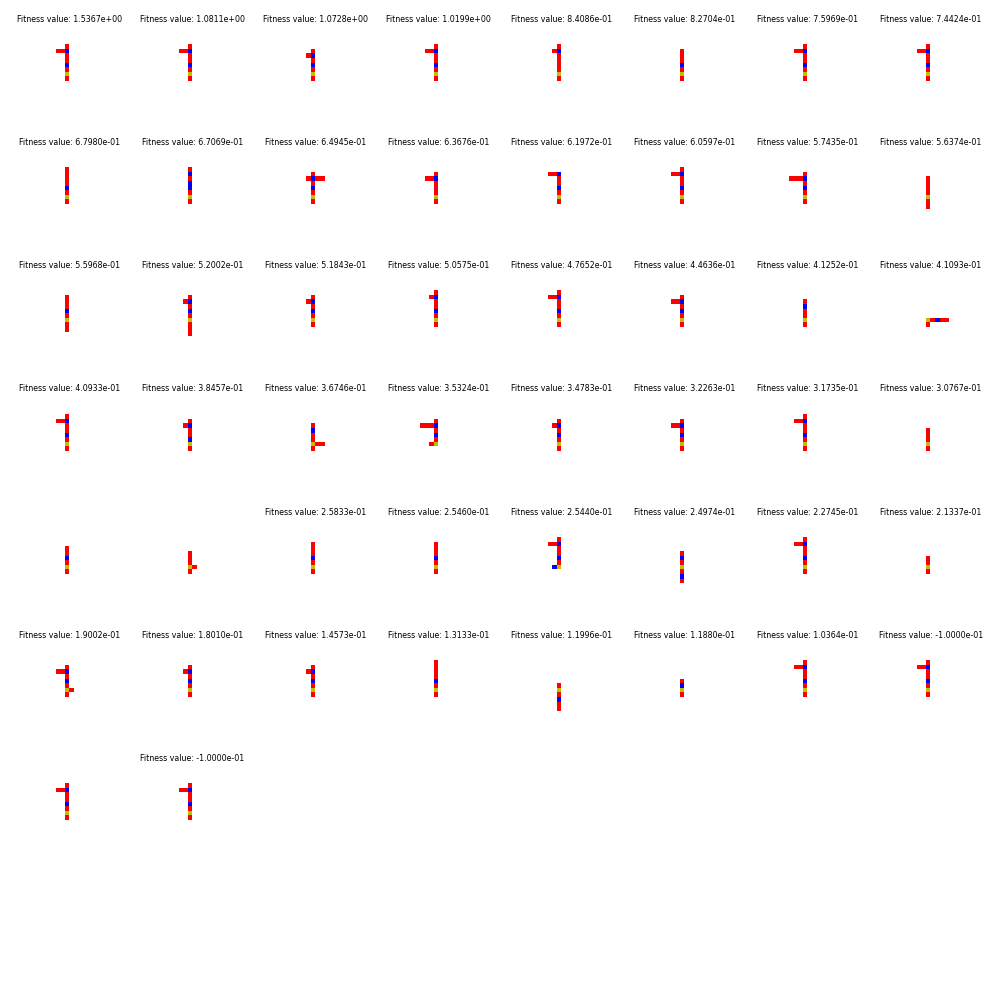 Fitness value: 1.5367e+00 Fitness value: 1.0811e+00 Fitness value: 1.0728e+00 Fitness value: 1.0199e+00 Fitness value: 8.4086e-01 Fitness value: 8.2704e-01 Fitness value: 7.5969e-01 Fitness value: 7.4424e-01
Fitness value: 6.7980e-01 Fitness value: 6.7069e-01 Fitness value: 6.4945e-01 Fitness value: 6.3676e-01 Fitness value: 6.1972e-01 Fitness value: 6.0597e-01 Fitness value: 5.7435e-01 Fitness value: 5.6374e-01
Fitness value: 5.5968e-01 Fitness value: 5.2002e-01 Fitness value: 5.1843e-01 Fitness value: 5.0575e-01 Fitness value: 4.7652e-01 Fitness value: 4.4636e-01 Fitness value: 4.1252e-01 Fitness value: 4.1093e-01
Fitness value: 4.0933e-01 Fitness value: 3.8457e-01 Fitness value: 3.6746e-01 Fitness value: 3.5324e-01 Fitness value: 3.4783e-01 Fitness value: 3.2263e-01 Fitness value: 3.1735e-01 Fitness value: 3.0767e-01
Fitness value: 2.5833e-01 Fitness value: 2.5460e-01 Fitness value: 2.5440e-01 Fitness value: 2.4974e-01 Fitness value: 2.2745e-01 Fitness value: 2.1337e-01
Fitness value: 1.9002e-01 Fitness value: 1.8010e-01 Fitness value: 1.4573e-01 Fitness value: 1.3133e-01 Fitness value: 1.1996e-01 Fitness value: 1.1880e-01 Fitness value: 1.0364e-01 Fitness value: -1.0000e-01
Fitness value: -1.0000e-01